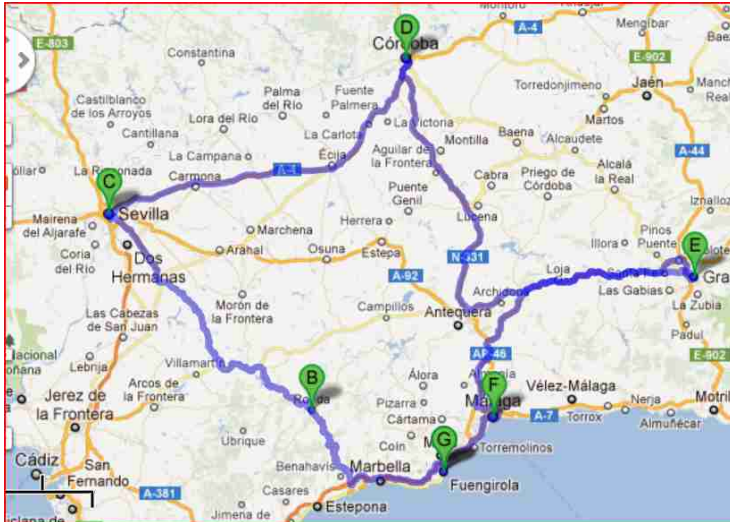 E-803
Constantina
D
Córdoba
Montoro
A-4
Mengíbar
E-902
Castilblanco
de los Arroyos
Cantillana
Palma
del Río
Lora del Río
Fuente
Palmera
La Victoria
La Carlota
Torredonjimeno
Jaén
Martos
La Campana
Écija
Montilla
Baena
Alcaudete
A-44
Aguilar de
la Frontera
C
A-4
Carmona
Sevilla
Mairena
del Aljarafe
Coria
del Río
Dos
Hermanas
Puente
Genil
Cabra
Priego de
Córdoba
Alcalá
la Real
Lucena
Herrera
Marchena
Arahal
Osuna
Estepa
A-92
N-331
Illora
Pinos
Puente
E
Loja
Las Gabias
La Zubia
Padul
Archidona
Antequera
Campillos
Morón de
la Frontera
Las Cabezas
de San Juan
Lebrija
Villamartín
Arcos de
la Frontera
Jerez de
la Frontera
B
Ubrique
Álora
Pizarra
Cártama
Coín
AP-46
F
Málaga
Vélez-Málaga
A-7
Torrox
Nerja
Almuñécar
E-902
G
Torremolinos
Fuengirola
Marbella
Benahavís
Casares
Estepona
Jimena de
A-381
Cádiz
San
Fernando